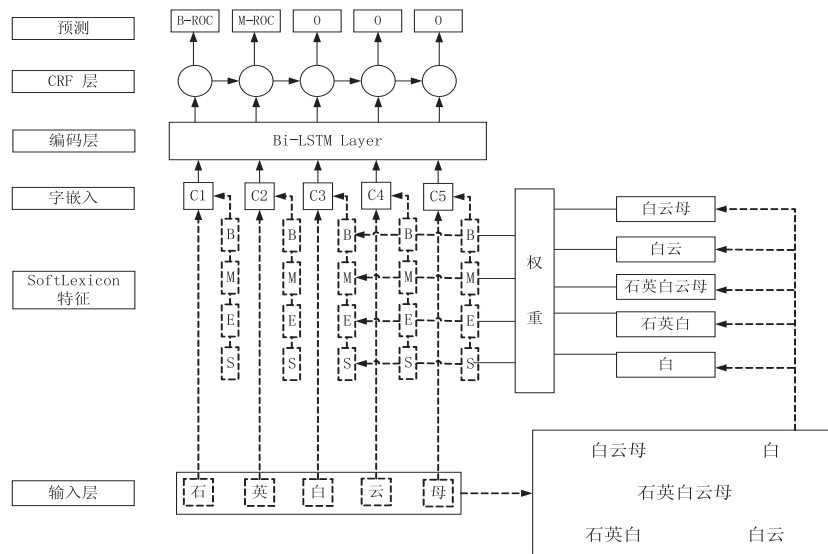 预测
B-ROC M-ROC O O O
CRF 层
编码层
Bi-LSTM Layer
字嵌入
C1 C2 C3 C4 C5
SoftLexicon
特征
B B B B B
M M M M M
E E E E E
S S S S S
权
重
白云母
白云
石英白云母
石英白
白
输入层
石 英 白 云 母
白云母 白
石英白云母
石英白 白云